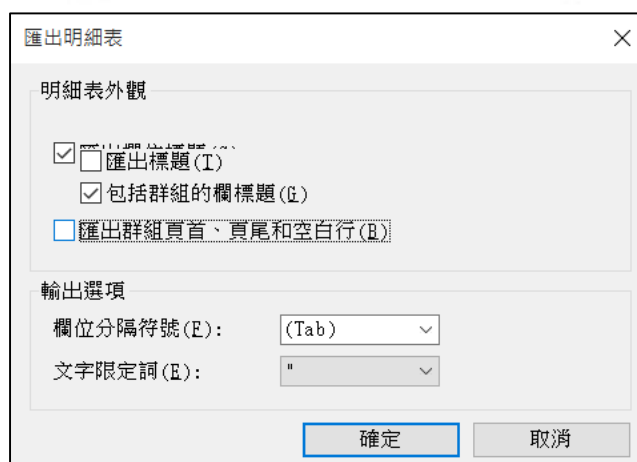 匯出明細表
明細表外觀
匯出標題(T)
包括群組的欄標題(G)
匯出群組頁首、頁尾和空白行(B)
輸出選項
欄位分隔符號(F):
(Tab)
文字限定詞(E):
"
確定
取消